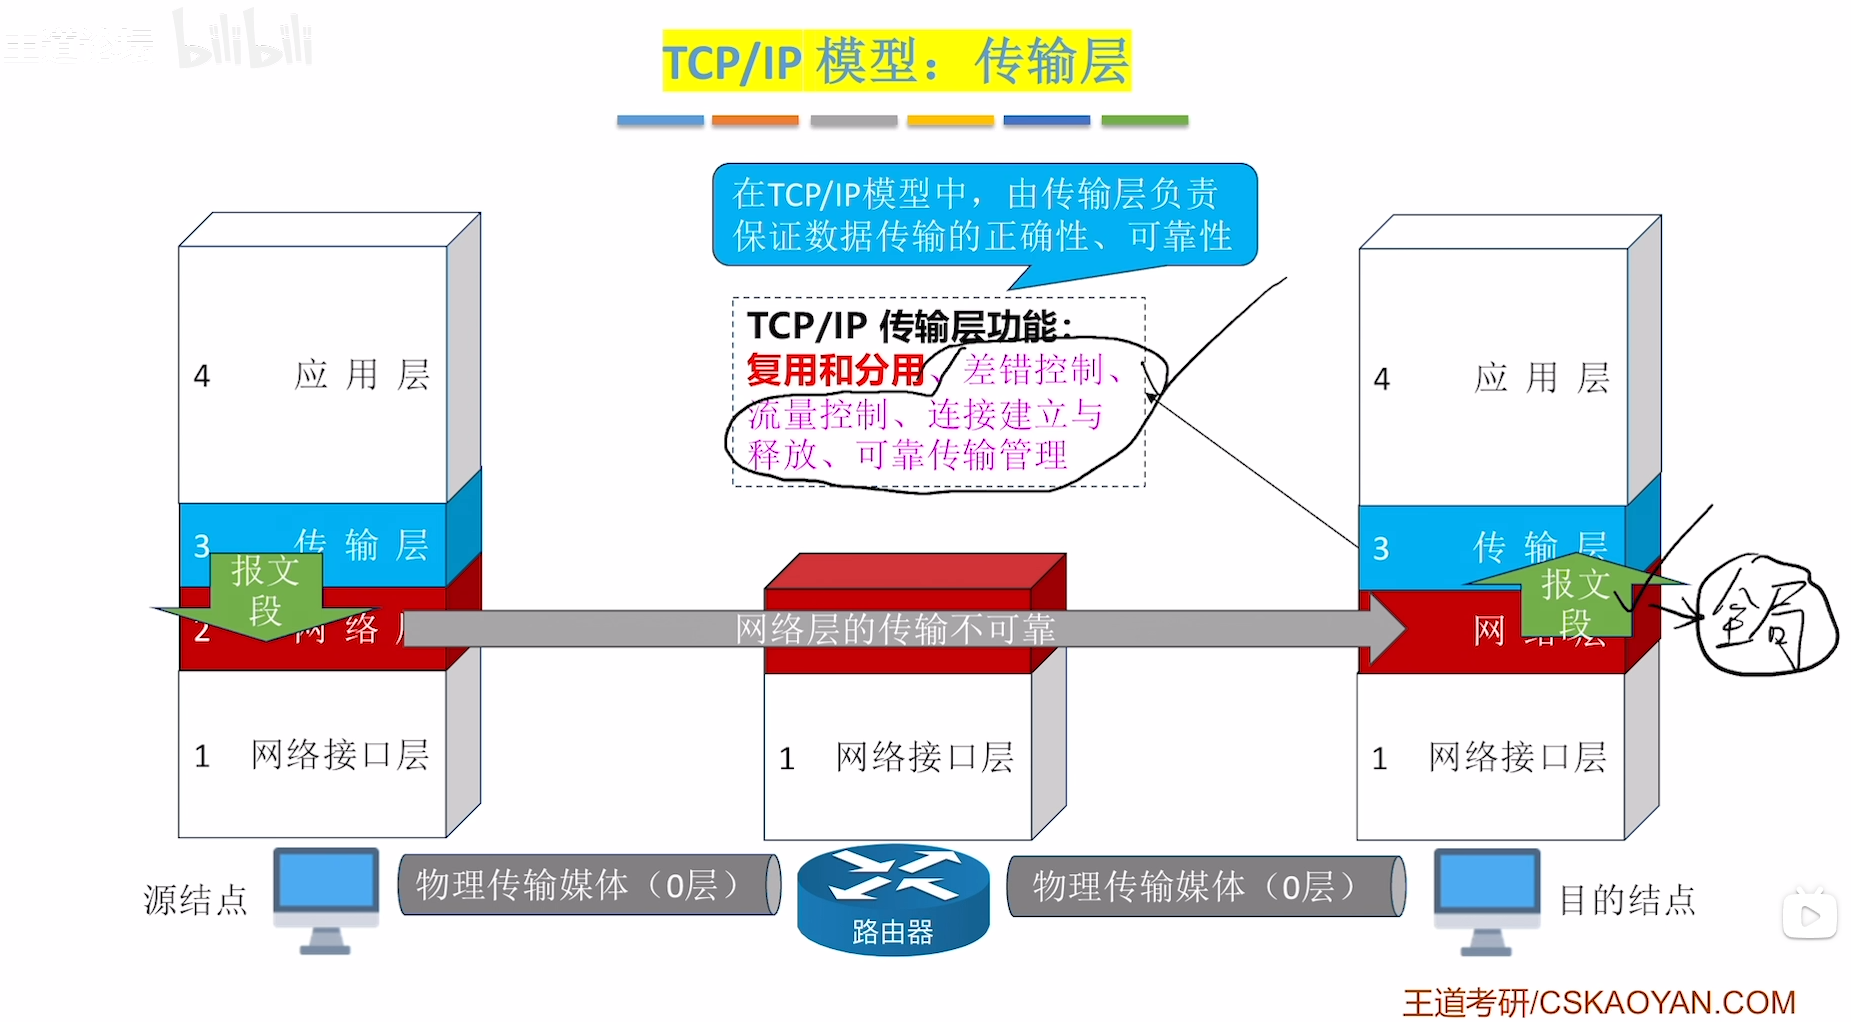 王道论坛 bilibili
TCP/IP 模型：传输层
在TCP/IP模型中，由传输层负责
保证数据传输的正确性、可靠性
TCP/IP 传输层功能：
复用和分用、差错控制、
流量控制、连接建立与
释放、可靠传输管理
4 应用层
3 传输层
报文
段
2 网络层
1 网络接口层
网络层的传输不可靠
1 网络接口层
4 应用层
3 传输层
报文
段
网络层
1 网络接口层
全局
源结点
物理传输媒体（0层）
路由器
物理传输媒体（0层）
目的结点
王道考研/CSKAOYAN.COM